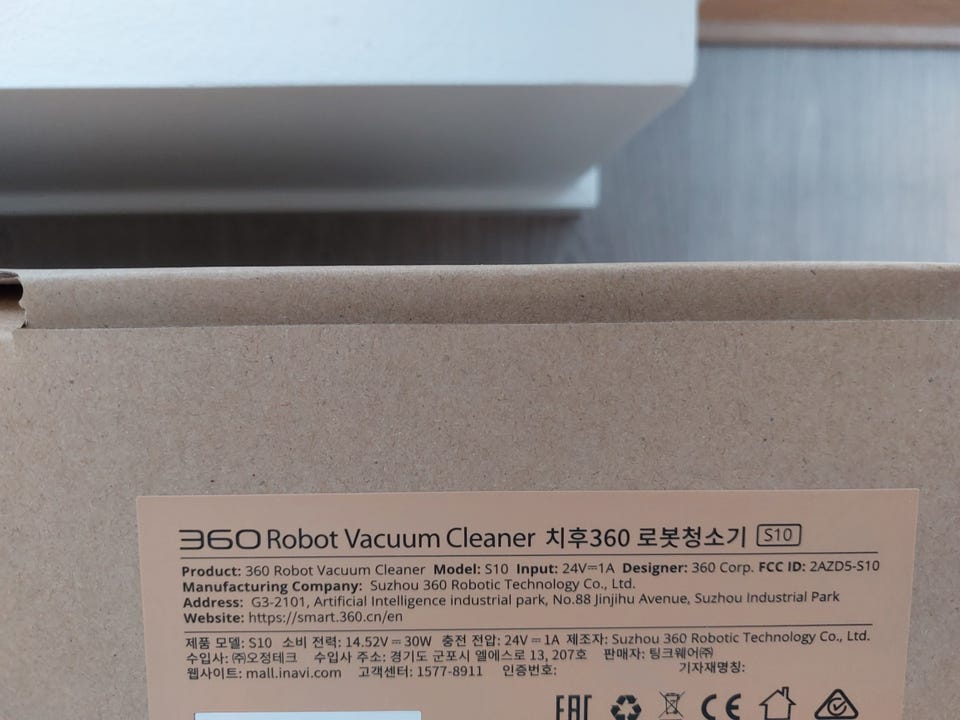 360 Robot Vacuum Cleaner 치후360 로봇청소기 S10
Product: 360 Robot Vacuum Cleaner Model: S10 Input: 24V⎓1A Designer: 360 Corp. FCC ID: 2AZD5-S10
Manufacturing Company: Suzhou 360 Robotic Technology Co., Ltd.
Address: G3-2101, Artificial Intelligence industrial park, No.88 Jinjihu Avenue, Suzhou Industrial Park
Website: https://smart.360.cn/en
제품 모델: S10 소비 전력: 14.52V⎓30W 충전 전압: 24V⎓1A 제조자: Suzhou 360 Robotic Technology Co., Ltd.
수입사: ㈜오정테크 수입사 주소: 경기도 군포시 엘에스로 13, 207호 판매자: 팅크웨어㈜
웹사이트: mall.inavi.com 고객센터: 1577-8911 인증번호: 기자재명칭:
EAC CE